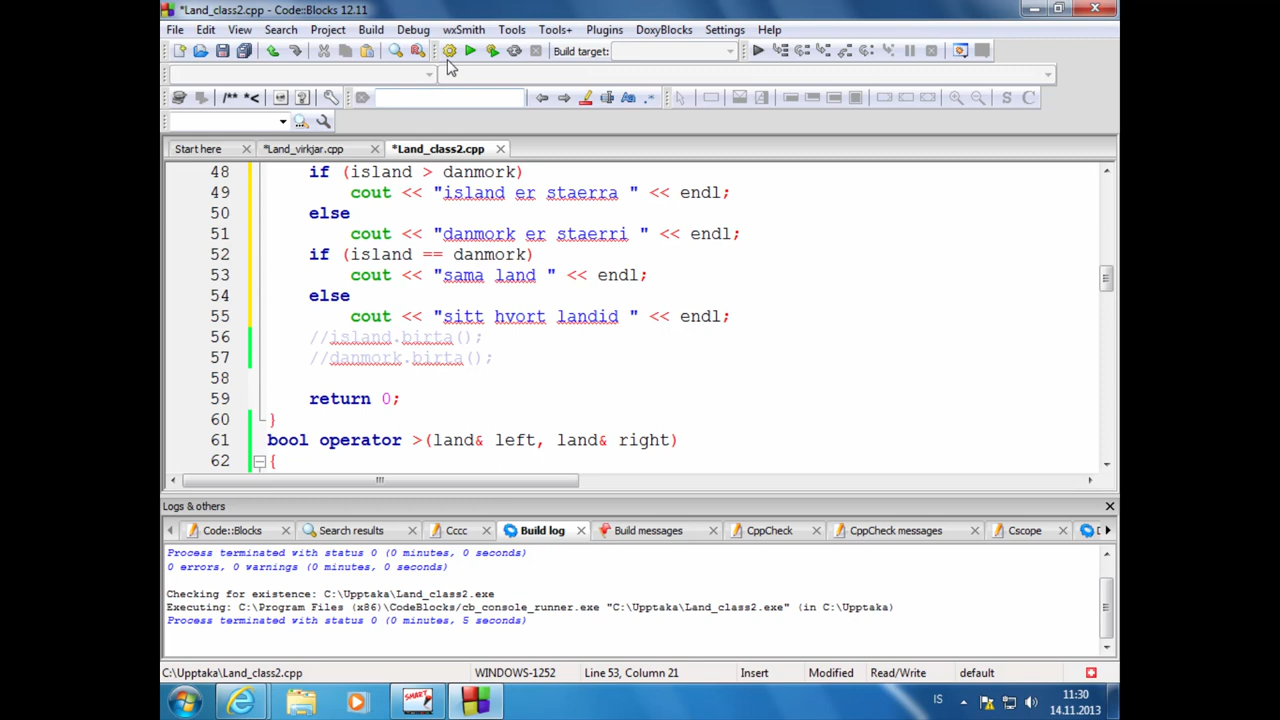 *Land_class2.cpp - Code::Blocks 12.11
File Edit View Search Project Build Debug wxSmith Tools Tools+ Plugins DoxyBlocks Settings Help
Build target:
/** *<
Aa .*
S C
Start here *Land_virkjar.cpp *Land_class2.cpp
48 if (island > danmork)
49 cout << "island er staerra " << endl;
50 else
51 cout << "danmork er staerri " << endl;
52 if (island == danmork)
53 cout << "sama land " << endl;
54 else
55 cout << "sitt hvort landid " << endl;
56 //island.birta();
57 //danmork.birta();
58
59 return 0;
60 }
61 bool operator >(land& left, land& right)
62 {
Logs & others
Code::Blocks Search results Cccc Build log Build messages CppCheck CppCheck messages Cscope
Process terminated with status 0 (0 minutes, 0 seconds)
0 errors, 0 warnings (0 minutes, 0 seconds)
Checking for existence: C:\Upptaka\Land_class2.exe
Executing: C:\Program Files (x86)\CodeBlocks/cb_console_runner.exe "C:\Upptaka\Land_class2.exe" (in C:\Upptaka)
Process terminated with status 0 (0 minutes, 5 seconds)
C:\Upptaka\Land_class2.cpp WINDOWS-1252 Line 53, Column 21 Insert Modified Read/Write default
SMART
IS
11:30
14.11.2013